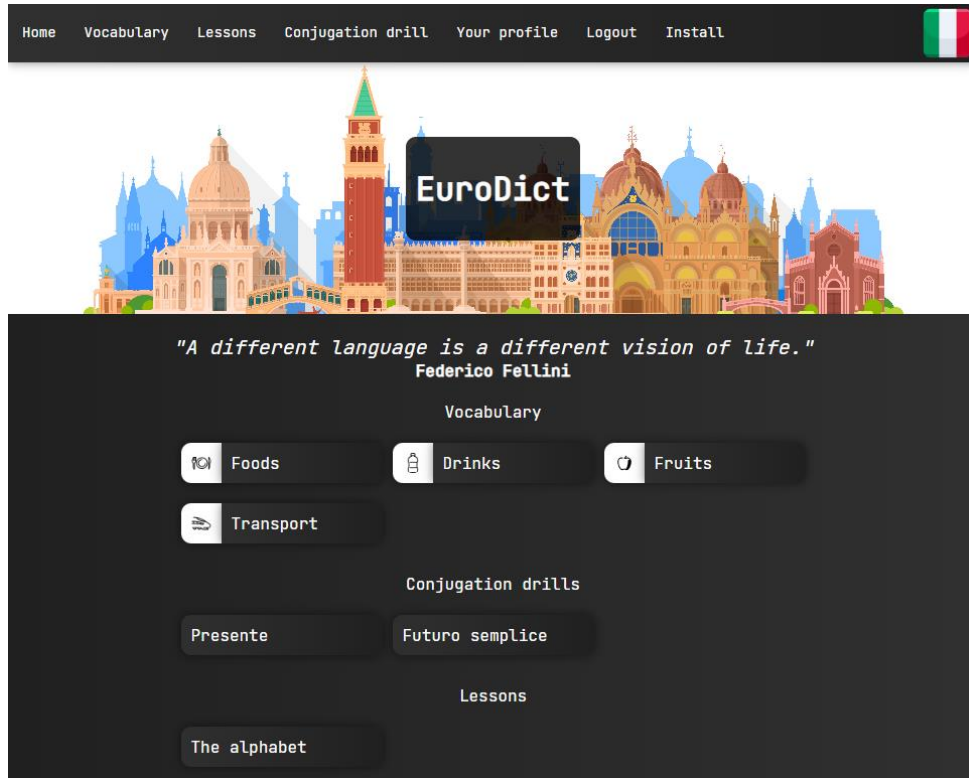 Home Vocabulary Lessons Conjugation drill Your profile Logout Install
EuroDict
"A different language is a different vision of life."
Federico Fellini
Vocabulary
Foods Drinks Fruits
Transport
Conjugation drills
Presente Futuro semplice
Lessons
The alphabet